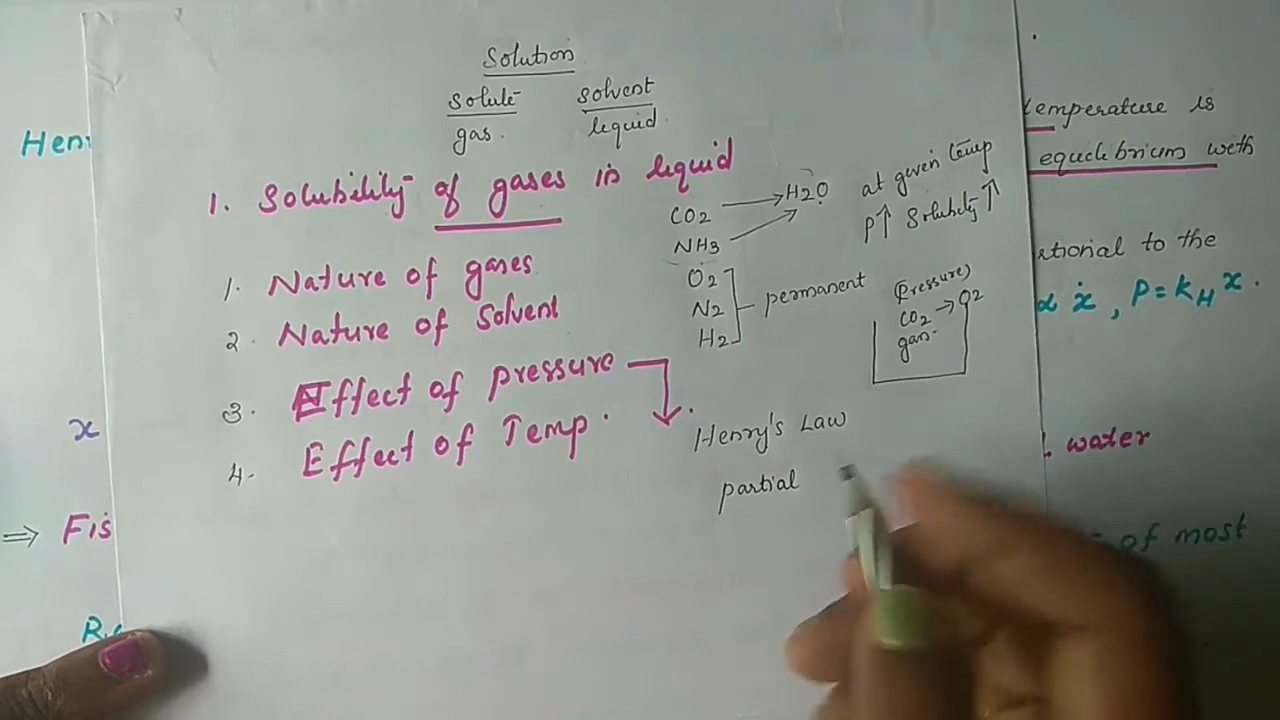 Solution
solute solvent
gas. liquid.
1. Solubility of gases in liquid
CO2 → H2O
NH3
at given temp
P↑ Solubility ↑
1. Nature of gases
2. Nature of Solvent
O2
N2
H2
permanent
(Pressure)
CO2 → O2
gas
3. Effect of pressure
4. Effect of Temp.
Henry's Law
partial
temperature is
equelibrium with
rtional to the
α x, P = KH x.
x
water
⇒ Fis
of most